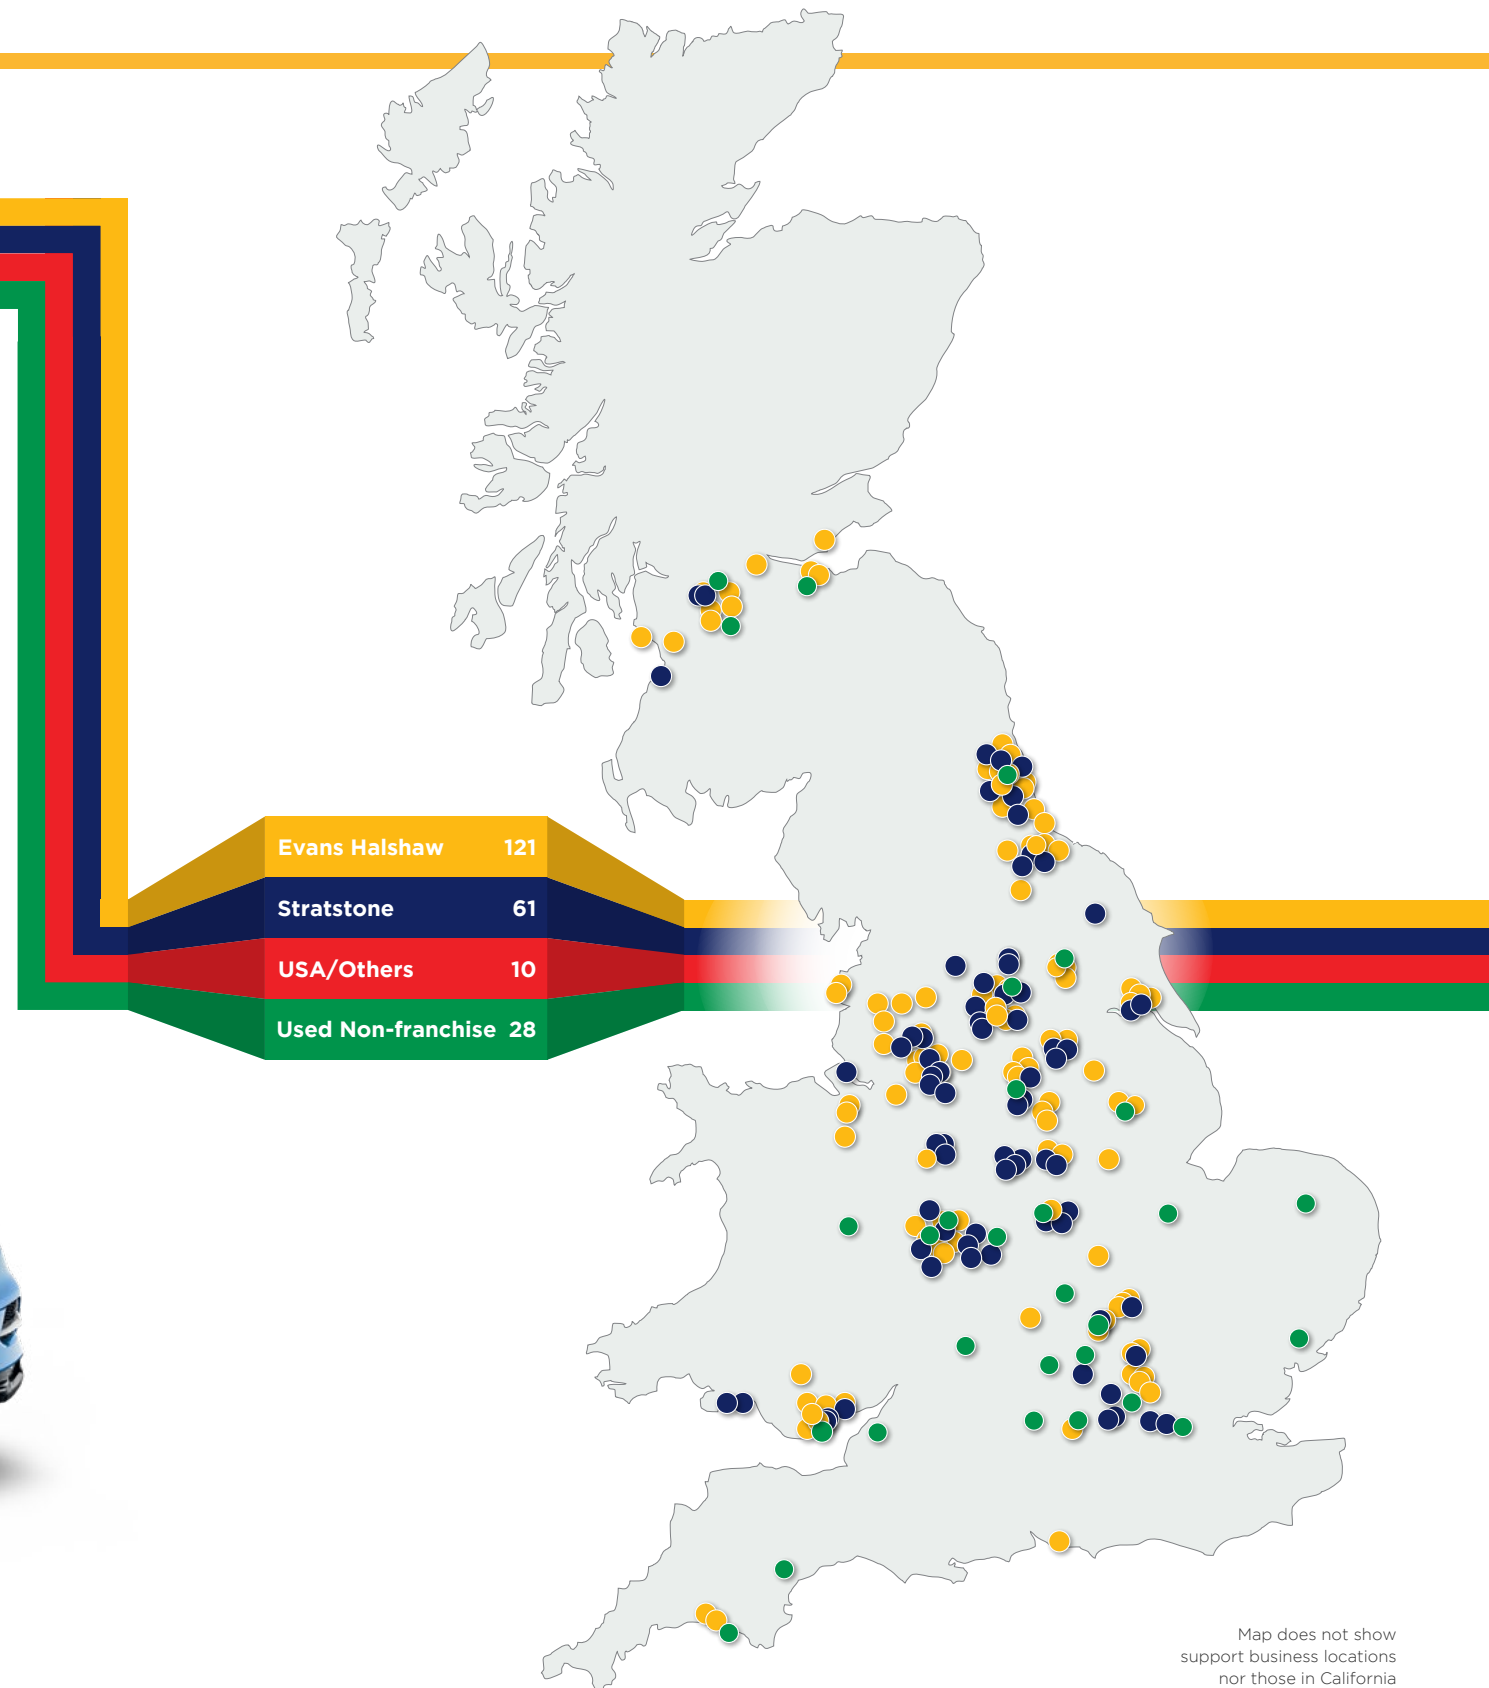 Evans Halshaw 121
Stratstone 61
USA/Others 10
Used Non-franchise 28
Map does not show
support business locations
nor those in California